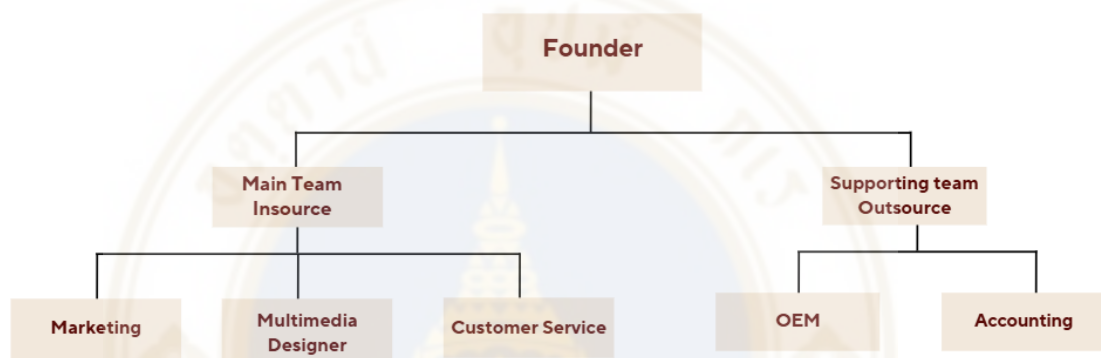 Founder
Main Team
Insource
Supporting team
Outsource
Marketing
Multimedia
Designer
Customer Service
OEM
Accounting